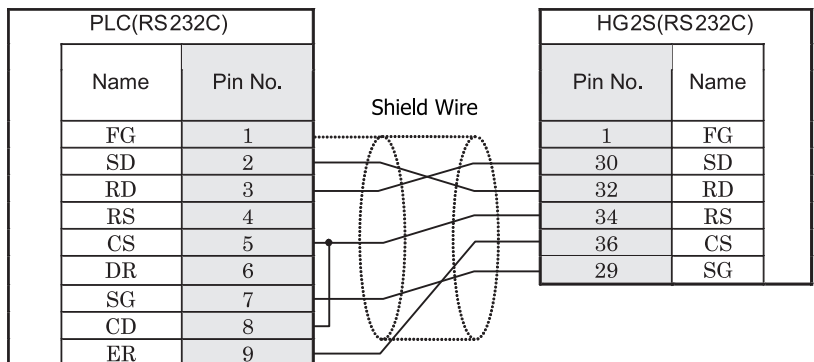 PLC(RS232C)
HG2S(RS232C)
Name Pin No.
Pin No. Name
Shield Wire
FG 1
1 FG
SD 2
30 SD
RD 3
32 RD
RS 4
34 RS
CS 5
36 CS
DR 6
29 SG
SG 7
CD 8
ER 9